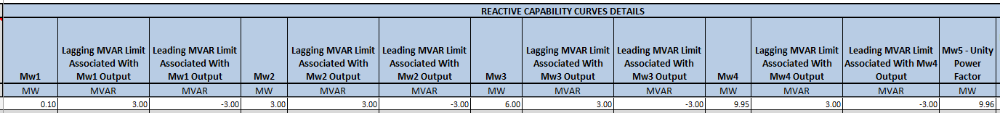 REACTIVE CAPABILITY CURVES DETAILS
Mw1 Lagging MVAR Limit Associated With Mw1 Output Leading MVAR Limit Associated With Mw1 Output Mw2 Lagging MVAR Limit Associated With Mw2 Output Leading MVAR Limit Associated With Mw2 Output Mw3 Lagging MVAR Limit Associated With Mw3 Output Leading MVAR Limit Associated With Mw3 Output Mw4 Lagging MVAR Limit Associated With Mw4 Output Leading MVAR Limit Associated With Mw4 Output Mw5 - Unity Power Factor
MW MVAR MVAR MW MVAR MVAR MW MVAR MVAR MW MVAR MVAR MW
0.10 3.00 -3.00 3.00 3.00 -3.00 6.00 3.00 -3.00 9.95 3.00 -3.00 9.96